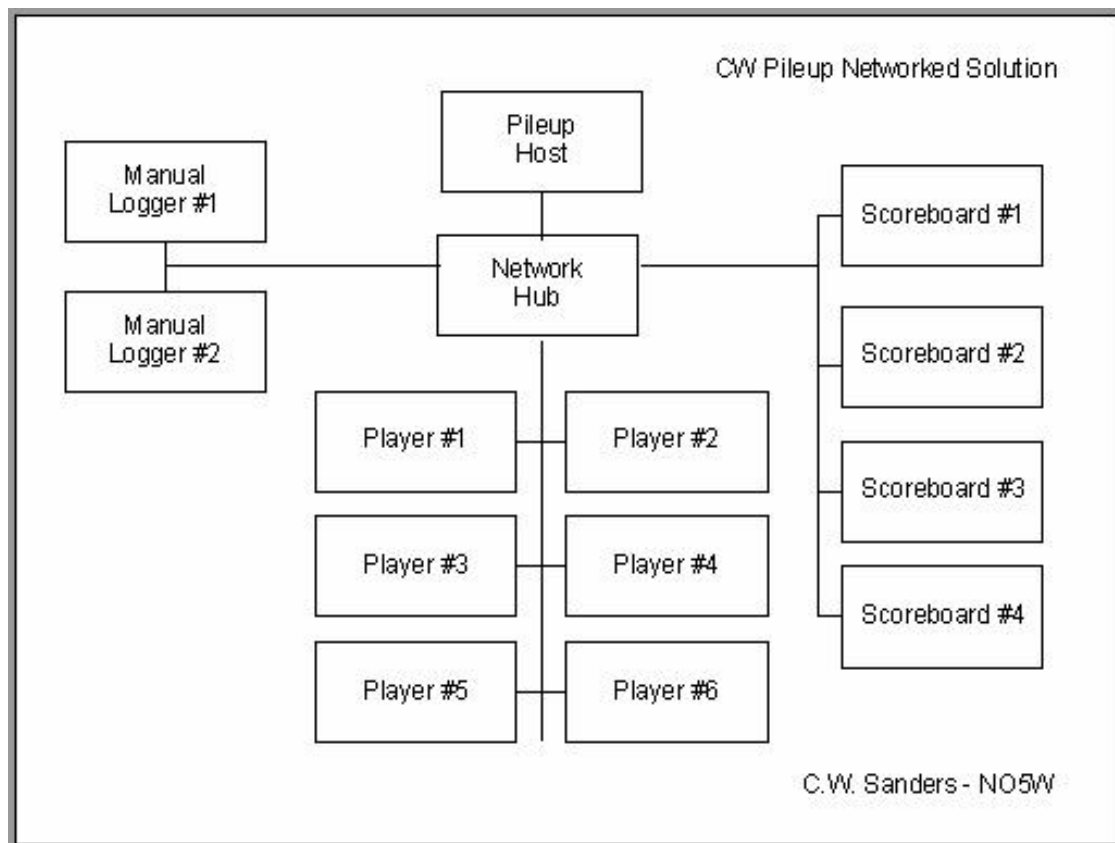 CW Pileup Networked Solution
Pileup
Host
Manual
Logger #1
Scoreboard #1
Network
Hub
Manual
Logger #2
Scoreboard #2
Player #1
Player #2
Scoreboard #3
Player #3
Player #4
Scoreboard #4
Player #5
Player #6
C.W. Sanders - NO5W